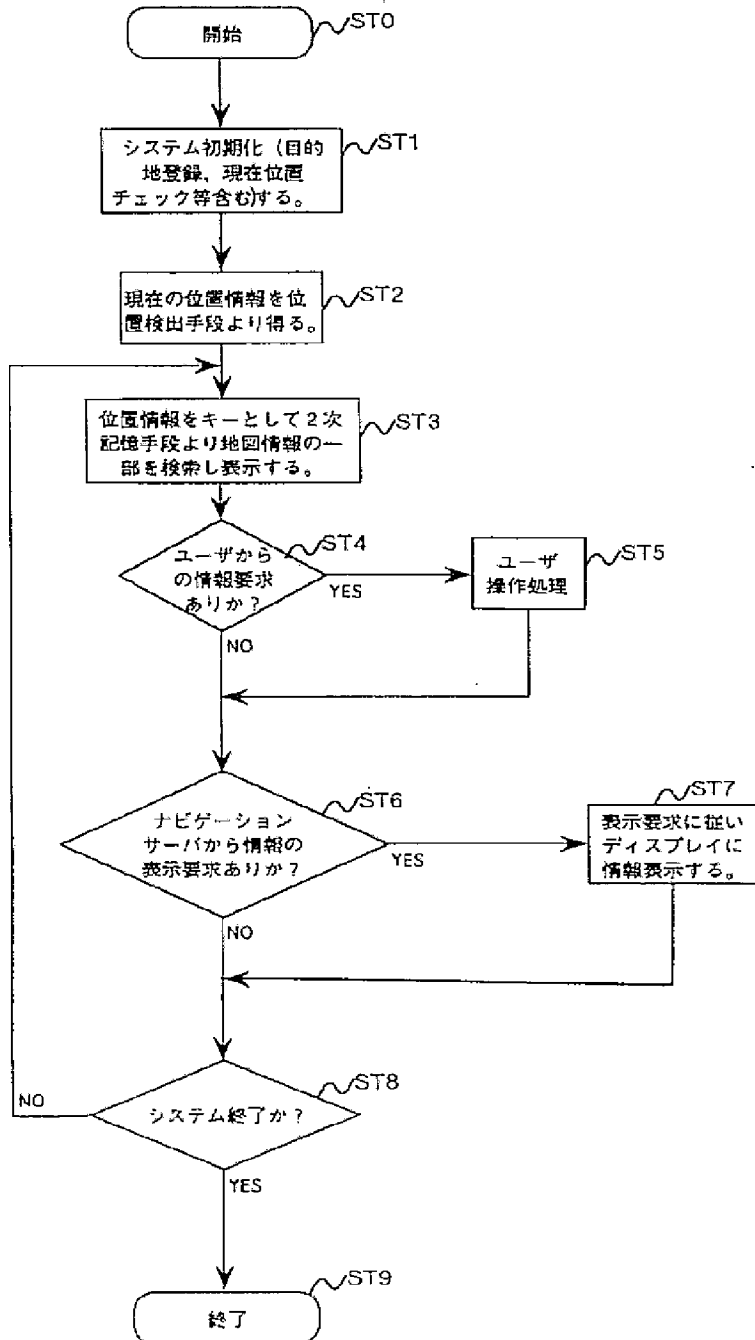 開始
ST0
システム初期化（目的
地登録、現在位置
チェック等含む)する。
ST1
現在の位置情報を位
置検出手段より得る。
ST2
位置情報をキーとして２次
記憶手段より地図情報の一
部を検索し表示する。
ST3
ユーザから
の情報要求
ありか？
ST4
YES
ユーザ
操作処理
ST5
NO
ナビゲーション
サーバから情報の
表示要求ありか？
ST6
YES
表示要求に従い
ディスプレイに
情報表示する。
ST7
NO
システム終了か？
ST8
NO
YES
終了
ST9